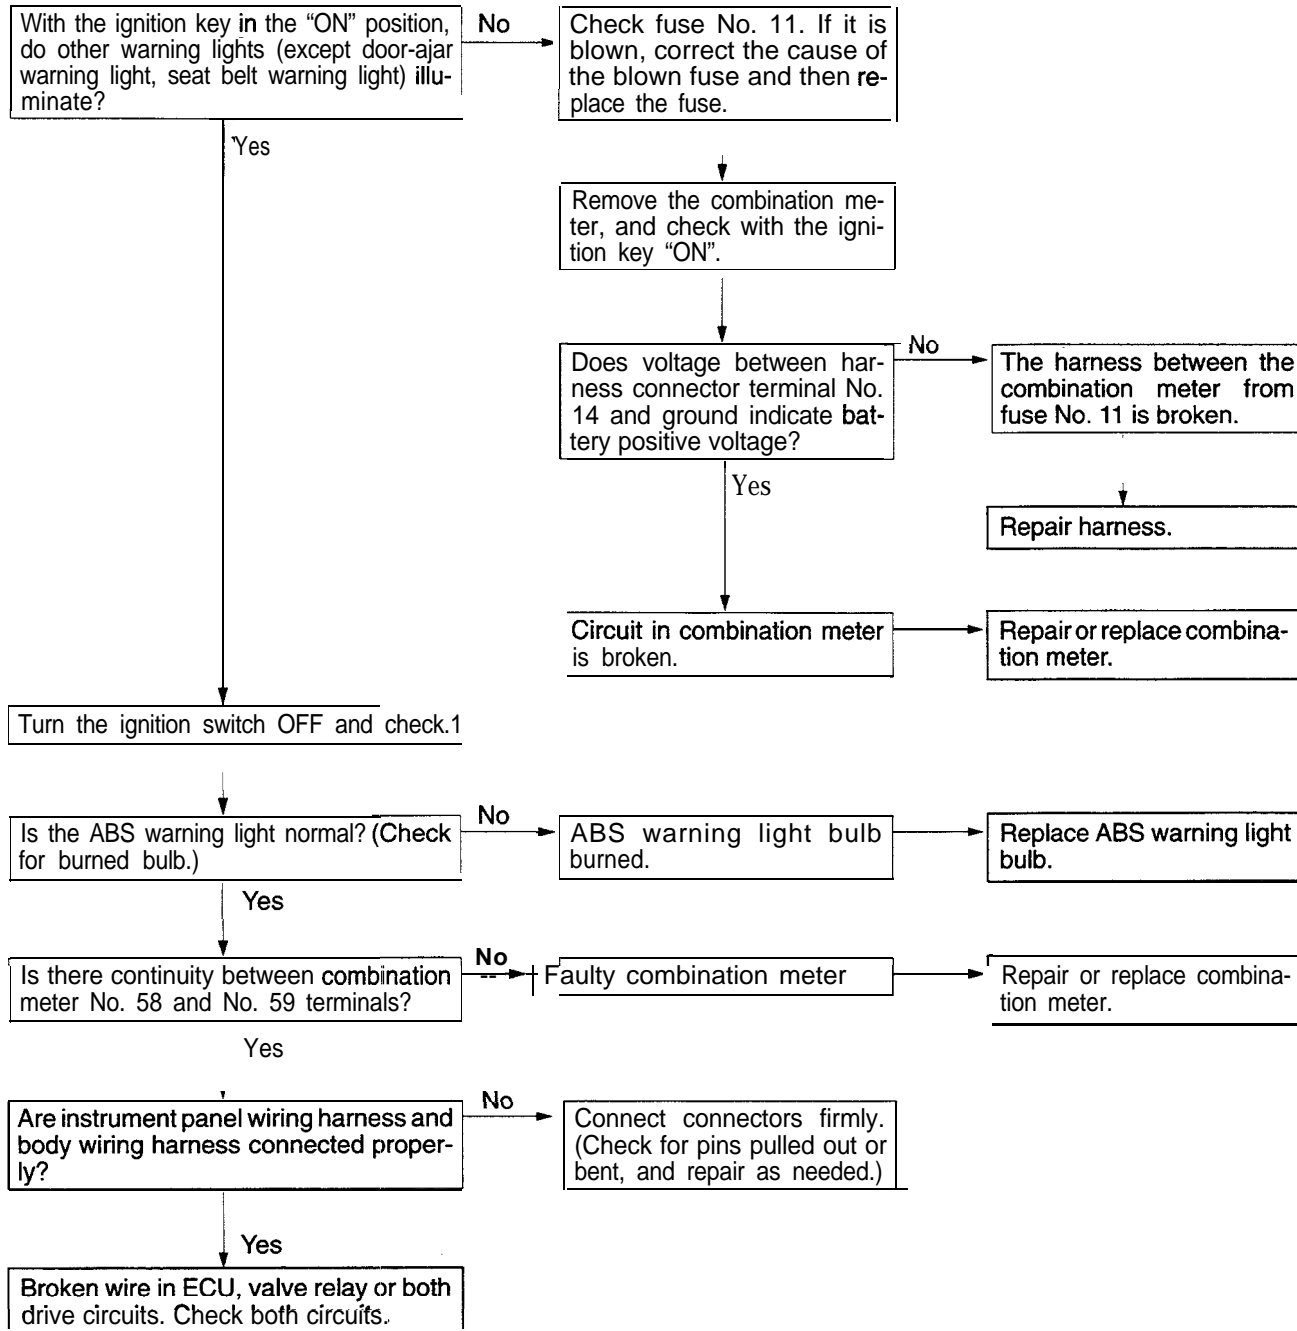 With the ignition key in the “ON” position,
do other warning lights (except door-ajar
warning light, seat belt warning light) illu-
minate?
No
Check fuse No. 11. If it is
blown, correct the cause of
the blown fuse and then re-
place the fuse.
Yes
Remove the combination me-
ter, and check with the igni-
tion key “ON”.
Does voltage between har-
ness connector terminal No.
14 and ground indicate bat-
tery positive voltage?
No
The harness between the
combination meter from
fuse No. 11 is broken.
Yes
Repair harness.
Circuit in combination meter
is broken.
Repair or replace combina-
tion meter.
Turn the ignition switch OFF and check.1
Is the ABS warning light normal? (Check
for burned bulb.)
No
ABS warning light bulb
burned.
Replace ABS warning light
bulb.
Yes
Is there continuity between combination
meter No. 58 and No. 59 terminals?
No
Faulty combination meter
Repair or replace combina-
tion meter.
Yes
Are instrument panel wiring harness and
body wiring harness connected proper-
ly?
No
Connect connectors firmly.
(Check for pins pulled out or
bent, and repair as needed.)
Yes
Broken wire in ECU, valve relay or both
drive circuits. Check both circuits.